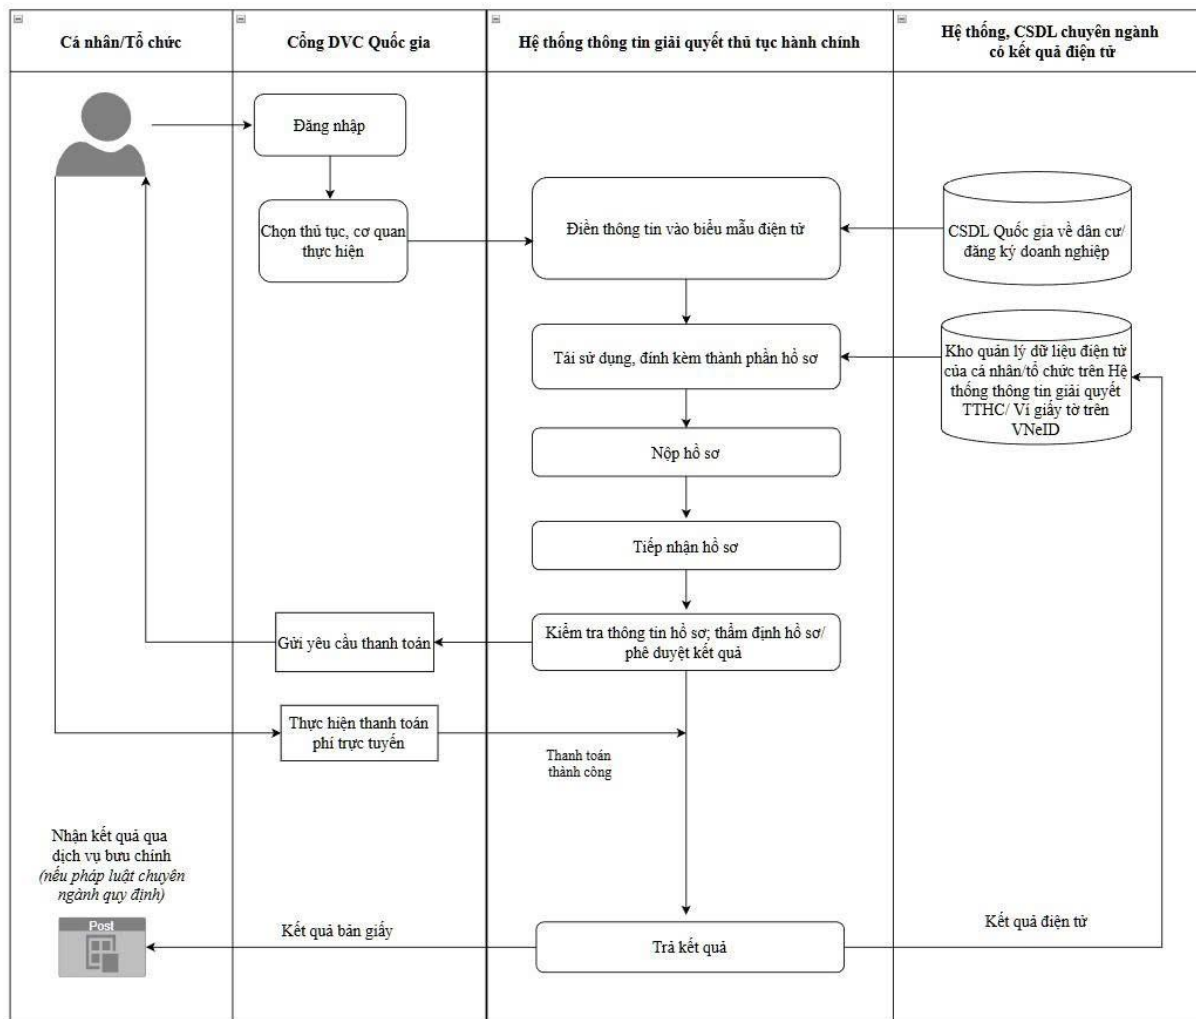 Cá nhân/Tổ chức
Cổng DVC Quốc gia
Hệ thống thông tin giải quyết thủ tục hành chính
Hệ thống, CSDL chuyên ngành
có kết quả điện tử
Đăng nhập
Chọn thủ tục, cơ quan
thực hiện
Điền thông tin vào biểu mẫu điện tử
CSDL Quốc gia về dân cư/
đăng ký doanh nghiệp
Tái sử dụng, đính kèm thành phần hồ sơ
Kho quản lý dữ liệu điện tử
của cá nhân/tổ chức trên Hệ
thống thông tin giải quyết
TTHC/ Ví giấy tờ trên
VNeID
Nộp hồ sơ
Tiếp nhận hồ sơ
Gửi yêu cầu thanh toán
Kiểm tra thông tin hồ sơ; thẩm định hồ sơ/
phê duyệt kết quả
Thực hiện thanh toán
phí trực tuyến
Thanh toán
thành công
Nhận kết quả qua
dịch vụ bưu chính
(nếu pháp luật chuyên
ngành quy định)
Post
Kết quả bản giấy
Trả kết quả
Kết quả điện tử